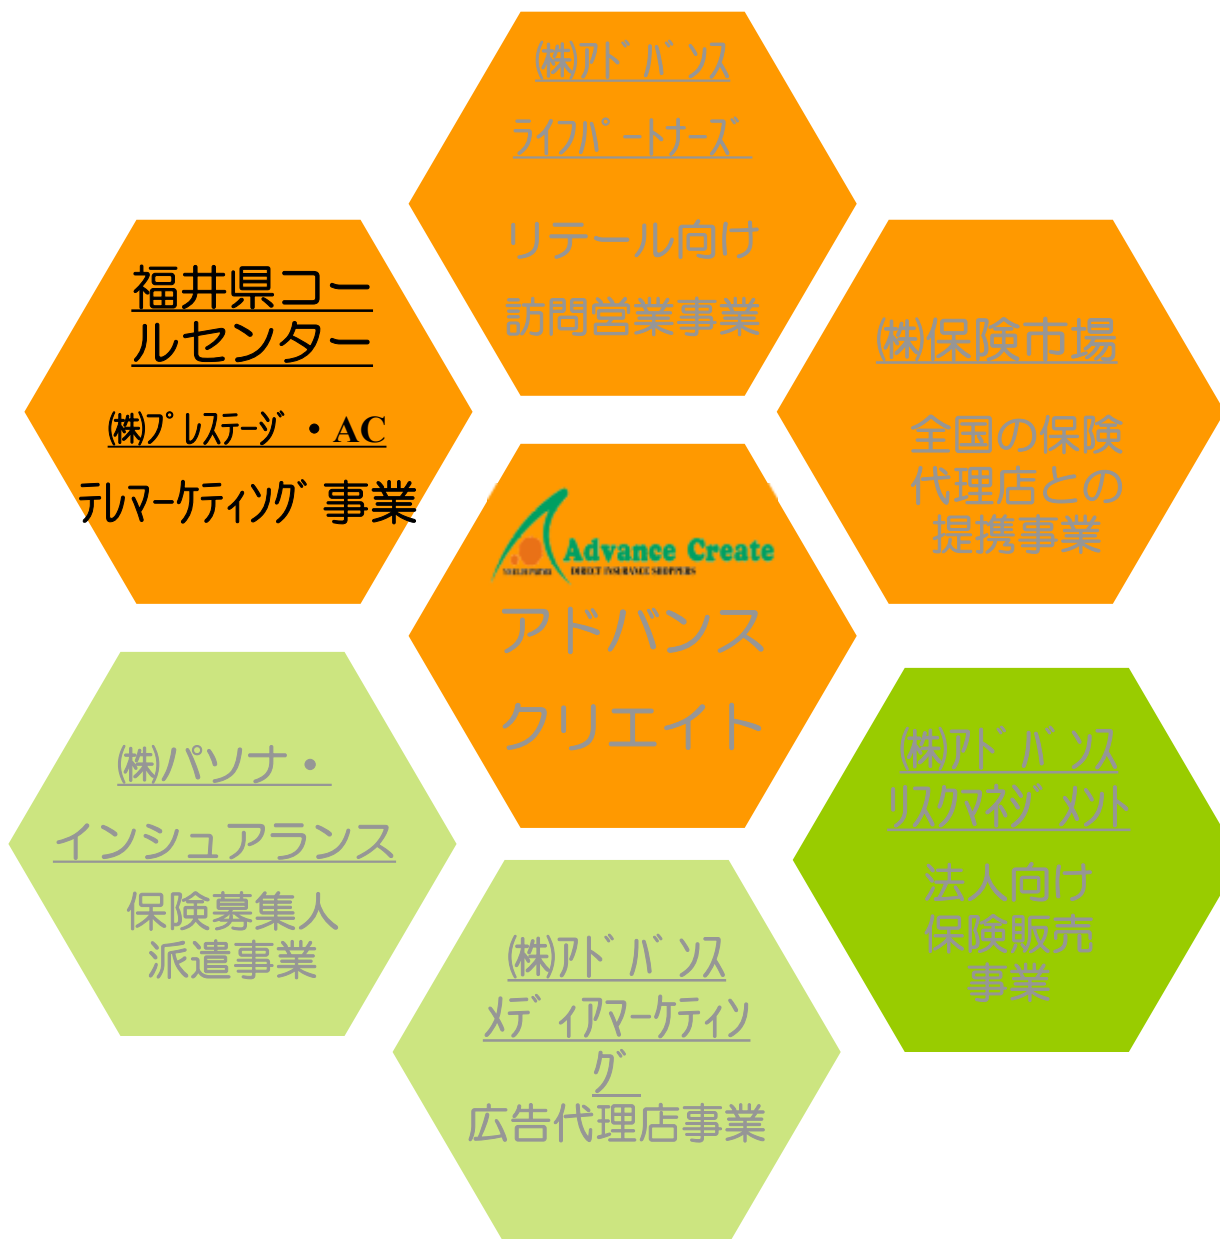 ㈱ｱﾄﾞﾊﾞﾝｽ
ﾗｲﾌﾊﾟｰﾄﾅｰｽﾞ
リテール向け
訪問営業事業
福井県コー
ルセンター
㈱ﾌﾟﾚｽﾃｰｼﾞ・AC
ﾃﾚﾏｰｹﾃｨﾝｸﾞ事業
㈱保険市場
全国の保険
代理店との
提携事業
Advance Create
DIRECT INSURANCE SHOPPERS
アドバンス
クリエイト
㈱パソナ・
インシュアランス
保険募集人
派遣事業
㈱ｱﾄﾞﾊﾞﾝｽ
ﾘｽｸﾏﾈｼﾞﾒﾝﾄ
法人向け
保険販売
事業
㈱ｱﾄﾞﾊﾞﾝｽ
ﾒﾃﾞｨｱﾏｰｹﾃｨﾝ
ｸﾞ
広告代理店事業